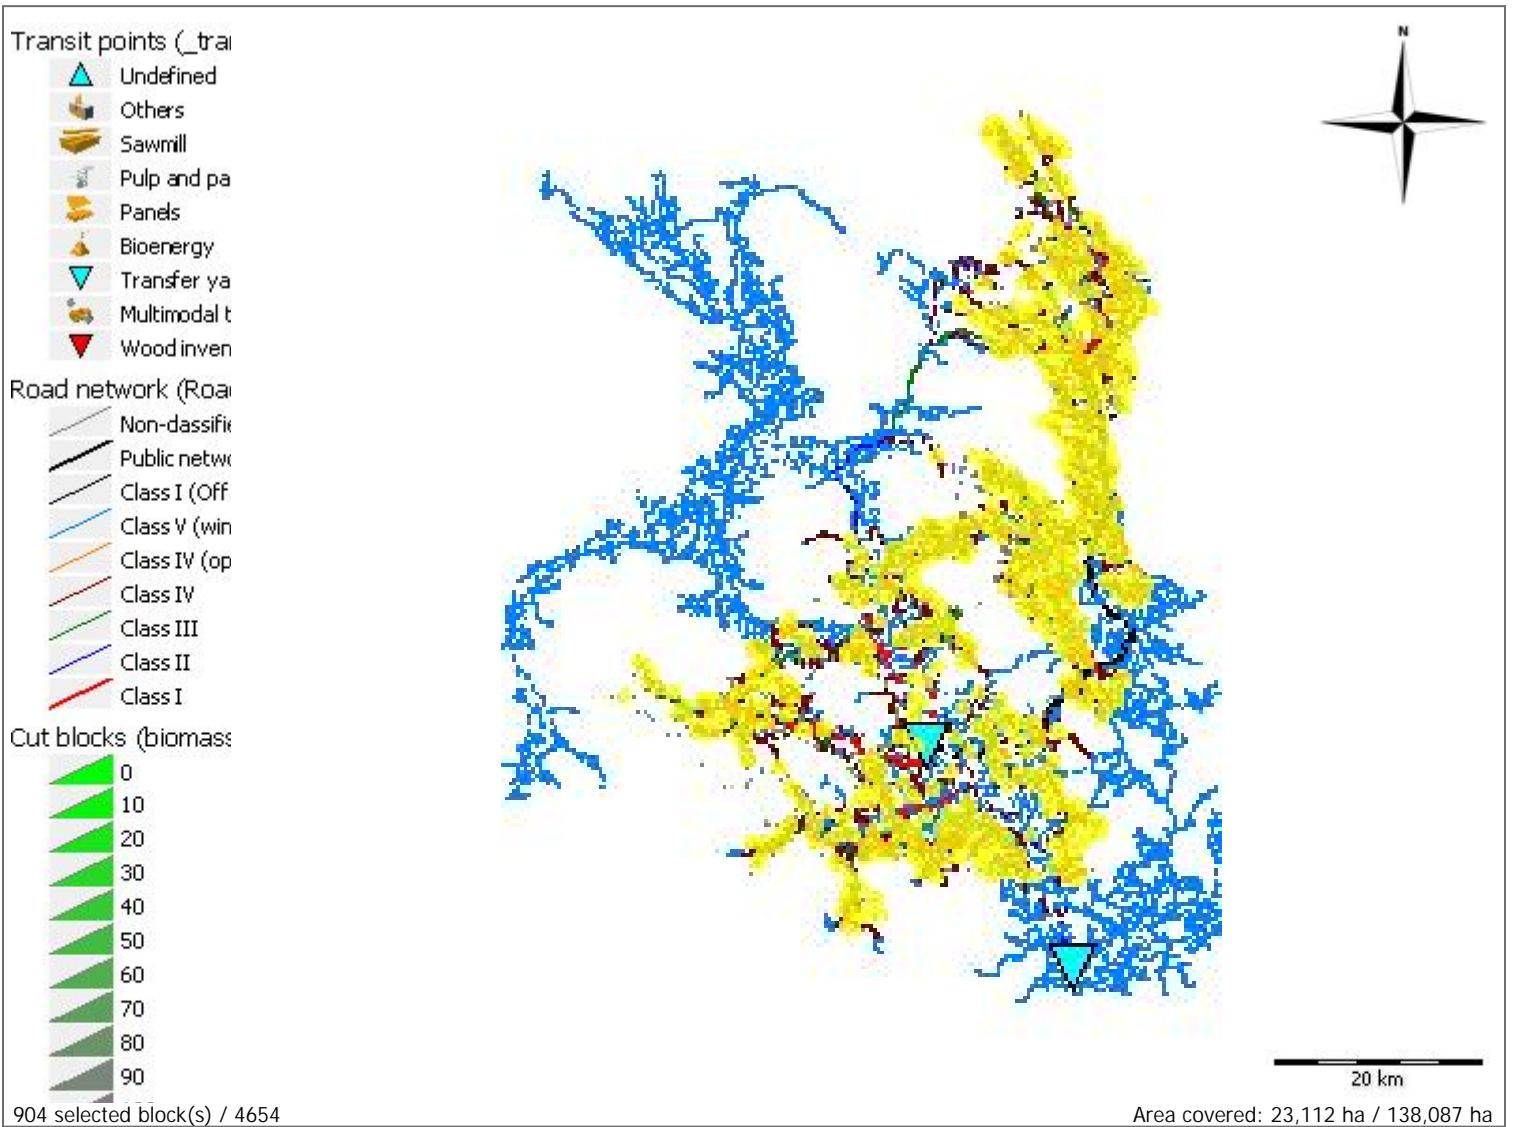 Transit points (_tra
Undefined
Others
Sawmill
Pulp and pa
Panels
Bioenergy
Transfer ya
Multimodal t
Wood inven
Road network (Roa
Non-classifi
Public netw
Class I (Off
Class V (win
Class IV (op
Class IV
Class III
Class II
Class I
Cut blocks (biomass
0
10
20
30
40
50
60
70
80
90
904 selected block(s) / 4654
N
20 km
Area covered: 23,112 ha / 138,087 ha